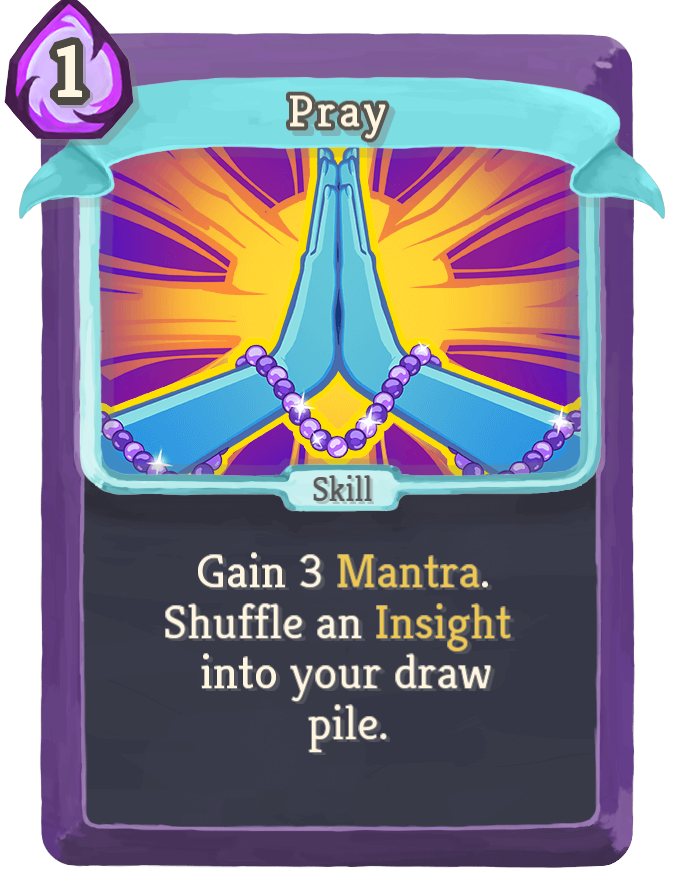 1
Pray
Skill
Gain 3 Mantra.
Shuffle an Insight
into your draw
pile.